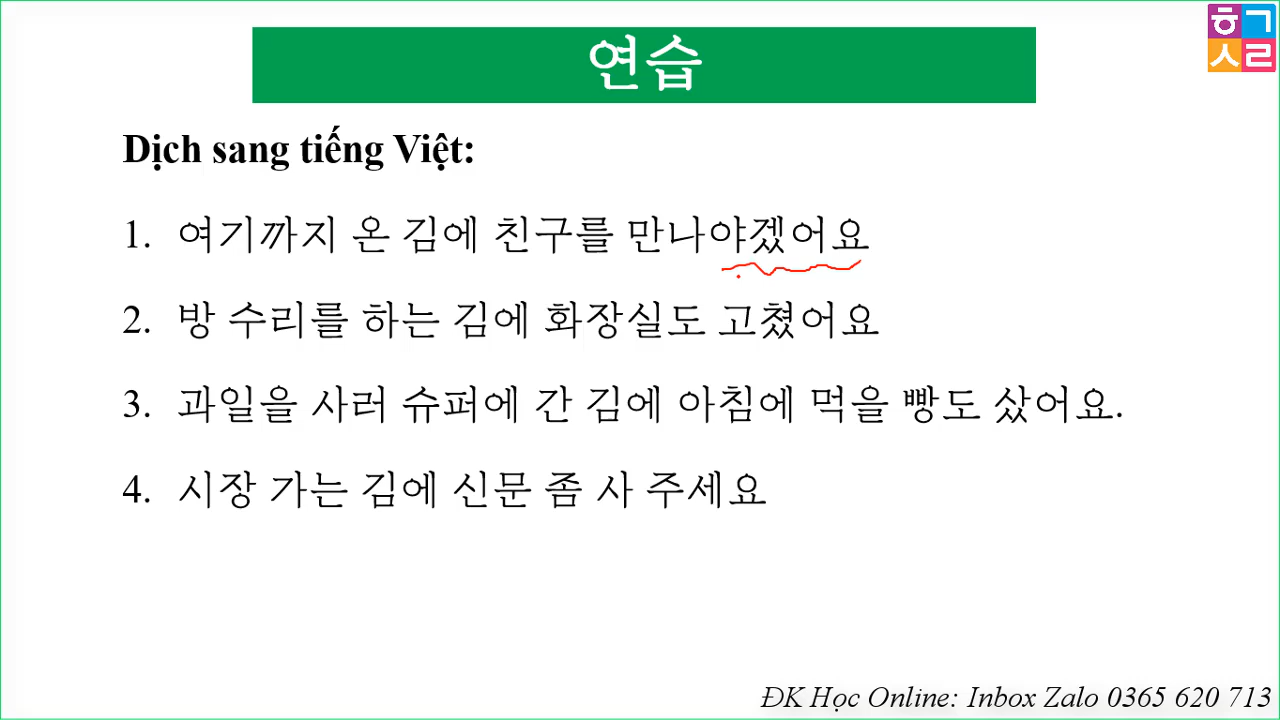 연습
ㅎㄱ
ㅅㄹ
Dịch sang tiếng Việt:
1. 여기까지 온 김에 친구를 만나야겠어요
2. 방 수리를 하는 김에 화장실도 고쳤어요
3. 과일을 사러 슈퍼에 간 김에 아침에 먹을 빵도 샀어요.
4. 시장 가는 김에 신문 좀 사 주세요
ĐK Học Online: Inbox Zalo 0365 620 713